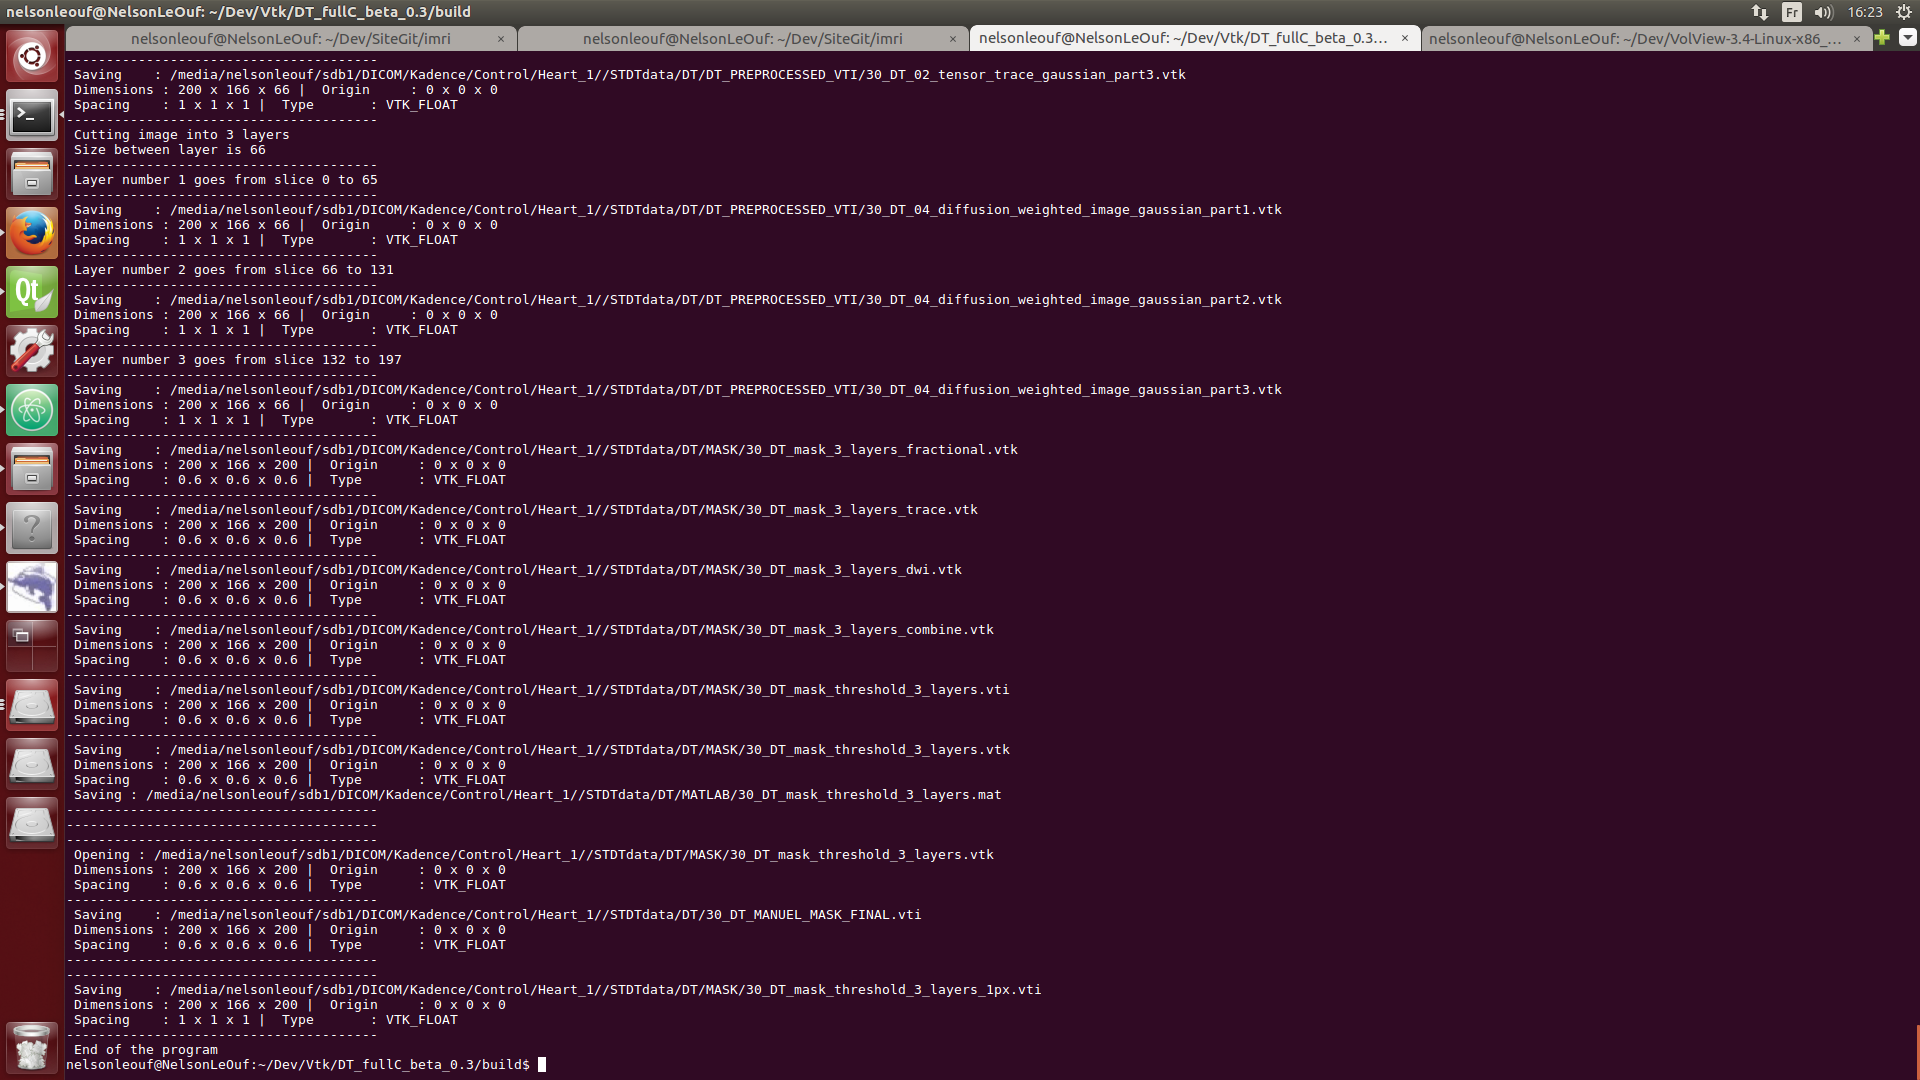 nelsonleouf@NelsonLeOuf: ~/Dev/Vtk/DT_fullC_beta_0.3/build
Fr
16:23
nelsonleouf@NelsonLeOuf: ~/Dev/SiteGit/imri ×
nelsonleouf@NelsonLeOuf: ~/Dev/SiteGit/imri ×
nelsonleouf@NelsonLeOuf: ~/Dev/Vtk/DT_fullC_beta_0.3... ×
nelsonleouf@NelsonLeOuf: ~/Dev/VolView-3.4-Linux-x86_... ×
---------------------------------------
Saving    : /media/nelsonleouf/sdb1/DICOM/Kadence/Control/Heart_1//STDTdata/DT/DT_PREPROCESSED_VTI/30_DT_02_tensor_trace_gaussian_part3.vtk
Dimensions : 200 x 166 x 66 |  Origin     : 0 x 0 x 0
Spacing    : 1 x 1 x 1 |  Type       : VTK_FLOAT
---------------------------------------
Cutting image into 3 layers
Size between layer is 66
---------------------------------------
Layer number 1 goes from slice 0 to 65
---------------------------------------
Saving    : /media/nelsonleouf/sdb1/DICOM/Kadence/Control/Heart_1//STDTdata/DT/DT_PREPROCESSED_VTI/30_DT_04_diffusion_weighted_image_gaussian_part1.vtk
Dimensions : 200 x 166 x 66 |  Origin     : 0 x 0 x 0
Spacing    : 1 x 1 x 1 |  Type       : VTK_FLOAT
---------------------------------------
Layer number 2 goes from slice 66 to 131
---------------------------------------
Saving    : /media/nelsonleouf/sdb1/DICOM/Kadence/Control/Heart_1//STDTdata/DT/DT_PREPROCESSED_VTI/30_DT_04_diffusion_weighted_image_gaussian_part2.vtk
Dimensions : 200 x 166 x 66 |  Origin     : 0 x 0 x 0
Spacing    : 1 x 1 x 1 |  Type       : VTK_FLOAT
---------------------------------------
Layer number 3 goes from slice 132 to 197
---------------------------------------
Saving    : /media/nelsonleouf/sdb1/DICOM/Kadence/Control/Heart_1//STDTdata/DT/DT_PREPROCESSED_VTI/30_DT_04_diffusion_weighted_image_gaussian_part3.vtk
Dimensions : 200 x 166 x 66 |  Origin     : 0 x 0 x 0
Spacing    : 1 x 1 x 1 |  Type       : VTK_FLOAT
---------------------------------------
Saving    : /media/nelsonleouf/sdb1/DICOM/Kadence/Control/Heart_1//STDTdata/DT/MASK/30_DT_mask_3_layers_fractional.vtk
Dimensions : 200 x 166 x 200 |  Origin     : 0 x 0 x 0
Spacing    : 0.6 x 0.6 x 0.6 |  Type       : VTK_FLOAT
---------------------------------------
Saving    : /media/nelsonleouf/sdb1/DICOM/Kadence/Control/Heart_1//STDTdata/DT/MASK/30_DT_mask_3_layers_trace.vtk
Dimensions : 200 x 166 x 200 |  Origin     : 0 x 0 x 0
Spacing    : 0.6 x 0.6 x 0.6 |  Type       : VTK_FLOAT
---------------------------------------
Saving    : /media/nelsonleouf/sdb1/DICOM/Kadence/Control/Heart_1//STDTdata/DT/MASK/30_DT_mask_3_layers_dwi.vtk
Dimensions : 200 x 166 x 200 |  Origin     : 0 x 0 x 0
Spacing    : 0.6 x 0.6 x 0.6 |  Type       : VTK_FLOAT
---------------------------------------
Saving    : /media/nelsonleouf/sdb1/DICOM/Kadence/Control/Heart_1//STDTdata/DT/MASK/30_DT_mask_3_layers_combine.vtk
Dimensions : 200 x 166 x 200 |  Origin     : 0 x 0 x 0
Spacing    : 0.6 x 0.6 x 0.6 |  Type       : VTK_FLOAT
---------------------------------------
Saving    : /media/nelsonleouf/sdb1/DICOM/Kadence/Control/Heart_1//STDTdata/DT/MASK/30_DT_mask_threshold_3_layers.vti
Dimensions : 200 x 166 x 200 |  Origin     : 0 x 0 x 0
Spacing    : 0.6 x 0.6 x 0.6 |  Type       : VTK_FLOAT
---------------------------------------
Saving    : /media/nelsonleouf/sdb1/DICOM/Kadence/Control/Heart_1//STDTdata/DT/MASK/30_DT_mask_threshold_3_layers.vtk
Dimensions : 200 x 166 x 200 |  Origin     : 0 x 0 x 0
Spacing    : 0.6 x 0.6 x 0.6 |  Type       : VTK_FLOAT
Saving : /media/nelsonleouf/sdb1/DICOM/Kadence/Control/Heart_1//STDTdata/DT/MATLAB/30_DT_mask_threshold_3_layers.mat
---------------------------------------
---------------------------------------
---------------------------------------
Opening : /media/nelsonleouf/sdb1/DICOM/Kadence/Control/Heart_1//STDTdata/DT/MASK/30_DT_mask_threshold_3_layers.vtk
Dimensions : 200 x 166 x 200 |  Origin     : 0 x 0 x 0
Spacing    : 0.6 x 0.6 x 0.6 |  Type       : VTK_FLOAT
---------------------------------------
Saving    : /media/nelsonleouf/sdb1/DICOM/Kadence/Control/Heart_1//STDTdata/DT/30_DT_MANUEL_MASK_FINAL.vti
Dimensions : 200 x 166 x 200 |  Origin     : 0 x 0 x 0
Spacing    : 0.6 x 0.6 x 0.6 |  Type       : VTK_FLOAT
---------------------------------------
---------------------------------------
Saving    : /media/nelsonleouf/sdb1/DICOM/Kadence/Control/Heart_1//STDTdata/DT/MASK/30_DT_mask_threshold_3_layers_1px.vti
Dimensions : 200 x 166 x 200 |  Origin     : 0 x 0 x 0
Spacing    : 1 x 1 x 1 |  Type       : VTK_FLOAT
---------------------------------------
End of the program
nelsonleouf@NelsonLeOuf:~/Dev/Vtk/DT_fullC_beta_0.3/build$
Qt
>_
?